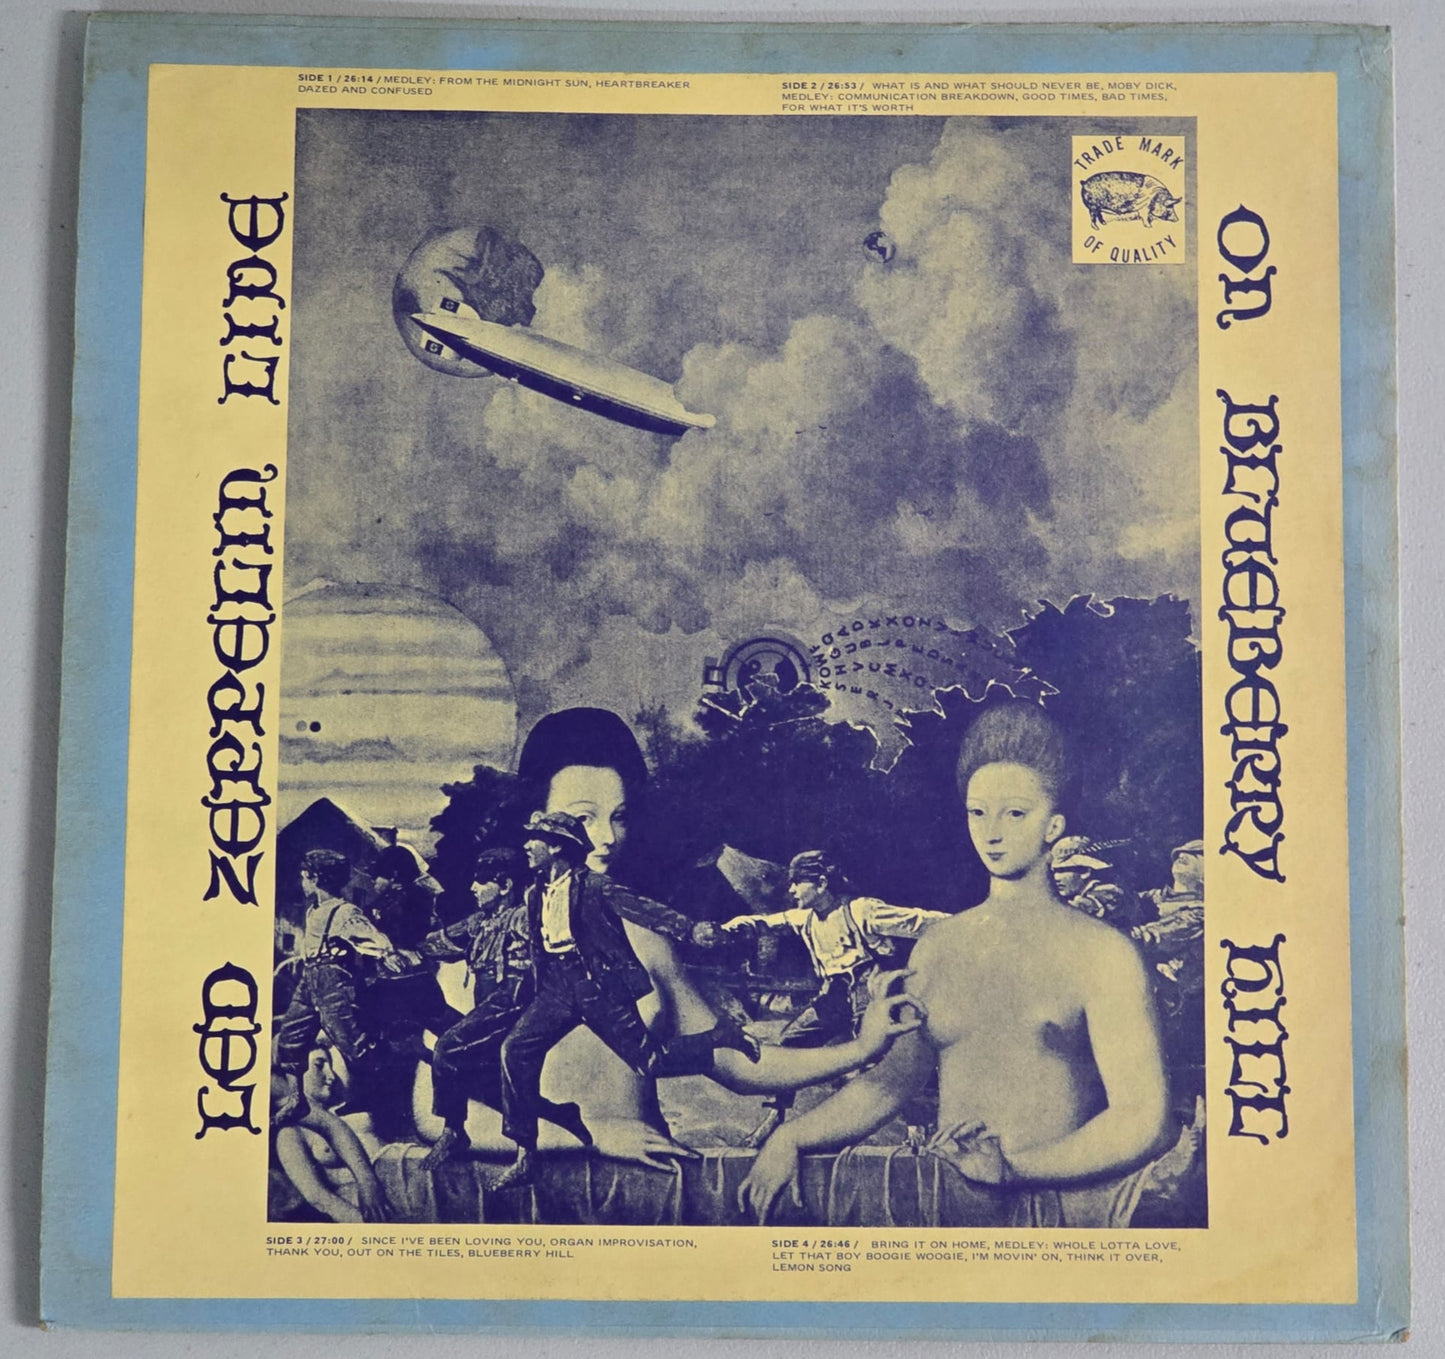 SIDE 1 / 26:14 / MEDLEY: FROM THE MIDNIGHT SUN, HEARTBREAKER
DAZED AND CONFUSED
SIDE 2 / 26:53 / WHAT IS AND WHAT SHOULD NEVER BE, MOBY DICK,
MEDLEY: COMMUNICATION BREAKDOWN, GOOD TIMES, BAD TIMES,
FOR WHAT IT'S WORTH
TRADE MARK
OF QUALITY
LED ZEPPELIN LIVE
ON BLUEBERRY HILL
SIDE 3 / 27:00 / SINCE I'VE BEEN LOVING YOU, ORGAN IMPROVISATION,
THANK YOU, OUT ON THE TILES, BLUEBERRY HILL
SIDE 4 / 26:46 / BRING IT ON HOME, MEDLEY: WHOLE LOTTA LOVE,
LET THAT BOY BOOGIE WOOGIE, I'M MOVIN' ON, THINK IT OVER,
LEMON SONG